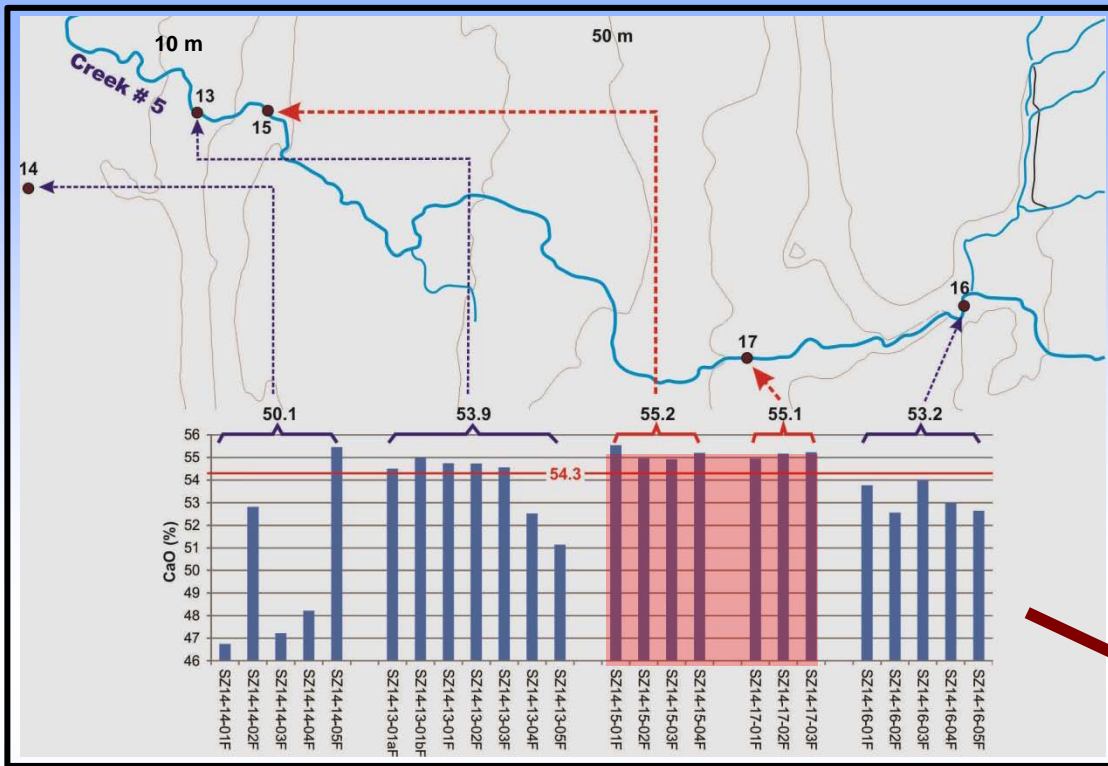 10 m
50 m
Creek # 5
13
15
14
16
17
50.1
53.9
55.2
55.1
53.2
56
55
54
53
52
51
50
49
48
47
46
54.3
CaO (%)
SZ14-14-01F
SZ14-14-02F
SZ14-14-03F
SZ14-14-04F
SZ14-14-05F
SZ14-13-01aF
SZ14-13-01bF
SZ14-13-01F
SZ14-13-02F
SZ14-13-03F
SZ14-13-04F
SZ14-13-05F
SZ14-15-01F
SZ14-15-02F
SZ14-15-03F
SZ14-15-04F
SZ14-17-01F
SZ14-17-02F
SZ14-17-03F
SZ14-16-01F
SZ14-16-02F
SZ14-16-03F
SZ14-16-04F
SZ14-16-05F